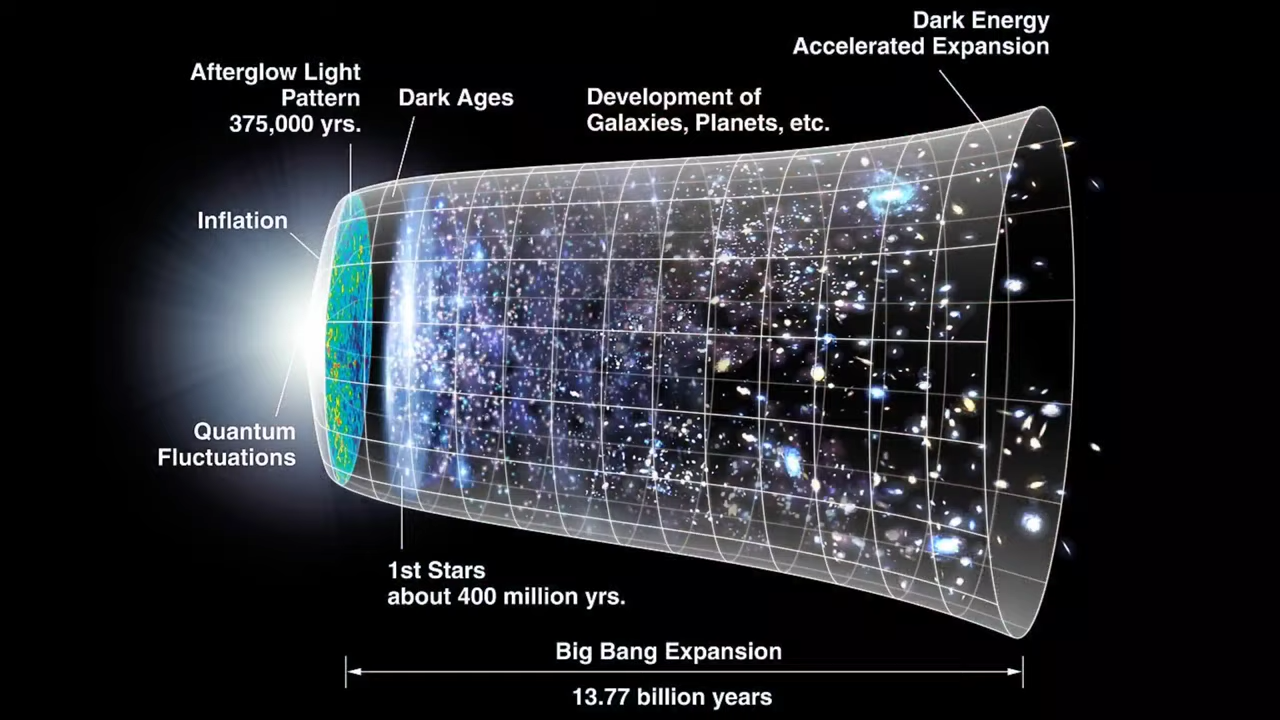 Dark Energy
Accelerated Expansion
Afterglow Light
Pattern
375,000 yrs.
Dark Ages
Development of
Galaxies, Planets, etc.
Inflation
Quantum
Fluctuations
1st Stars
about 400 million yrs.
Big Bang Expansion
13.77 billion years